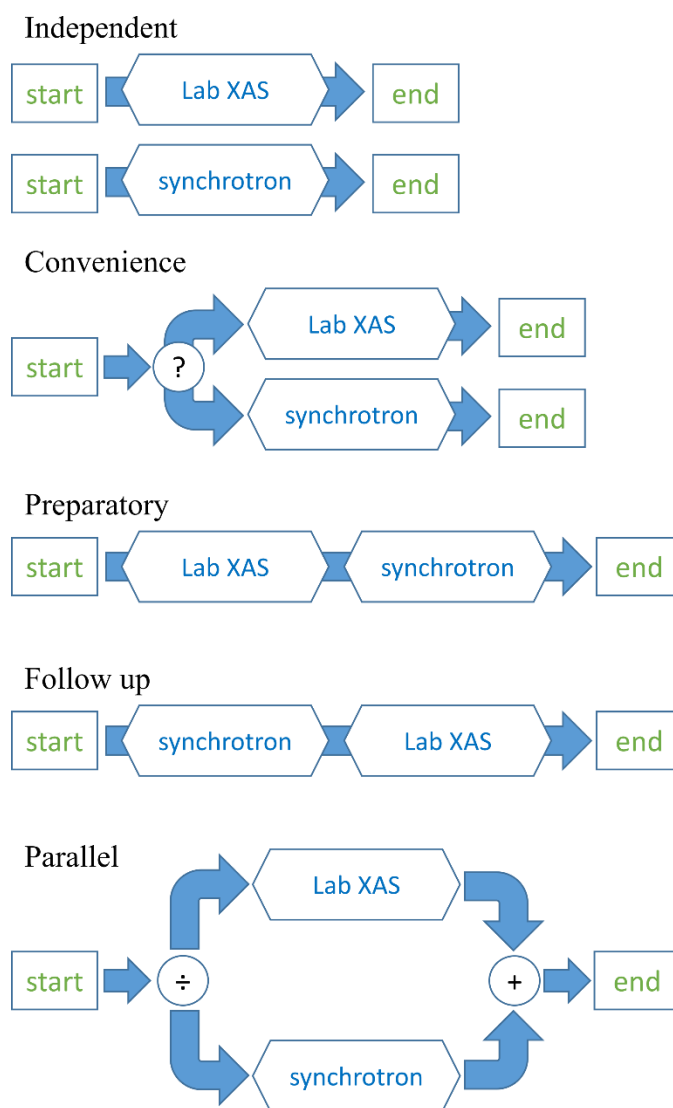 Independent
start Lab XAS end
start synchrotron end
Convenience
Lab XAS end
start ?
synchrotron end
Preparatory
start Lab XAS synchrotron end
Follow up
start synchrotron Lab XAS end
Parallel
Lab XAS
start ÷ + end
synchrotron